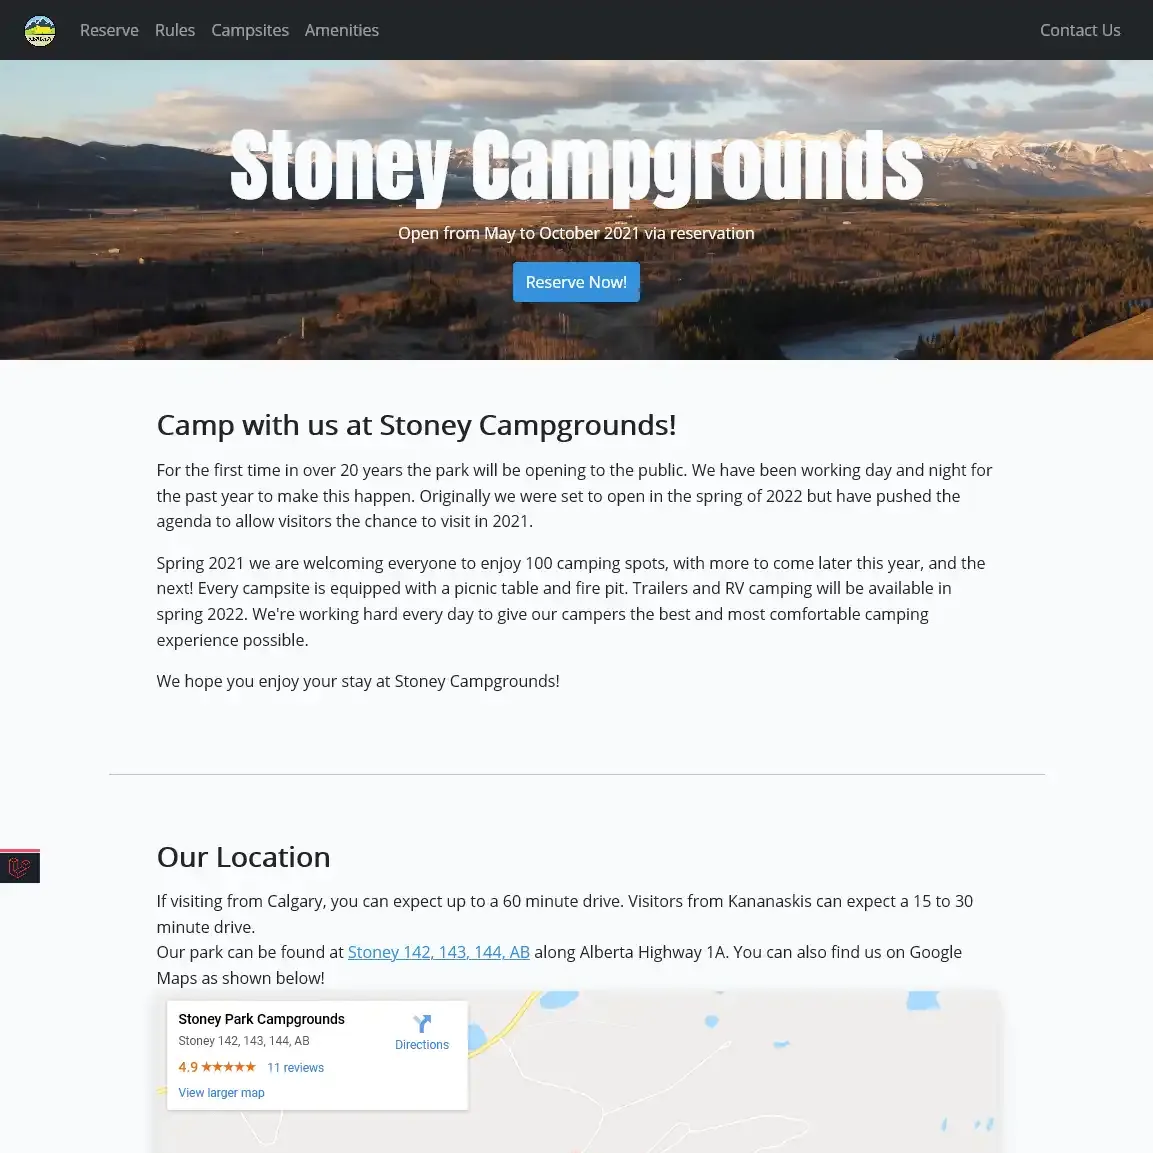 Reserve Rules Campsites Amenities Contact Us
Stoney Campgrounds
Open from May to October 2021 via reservation
Reserve Now!
Camp with us at Stoney Campgrounds!
For the first time in over 20 years the park will be opening to the public. We have been working day and night for
the past year to make this happen. Originally we were set to open in the spring of 2022 but have pushed the
agenda to allow visitors the chance to visit in 2021.
Spring 2021 we are welcoming everyone to enjoy 100 camping spots, with more to come later this year, and the
next! Every campsite is equipped with a picnic table and fire pit. Trailers and RV camping will be available in
spring 2022. We're working hard every day to give our campers the best and most comfortable camping
experience possible.
We hope you enjoy your stay at Stoney Campgrounds!
Our Location
If visiting from Calgary, you can expect up to a 60 minute drive. Visitors from Kananaskis can expect a 15 to 30
minute drive.
Our park can be found at Stoney 142, 143, 144, AB along Alberta Highway 1A. You can also find us on Google
Maps as shown below!
Stoney Park Campgrounds
Stoney 142, 143, 144, AB
Directions
4.9 ★★★★★ 11 reviews
View larger map